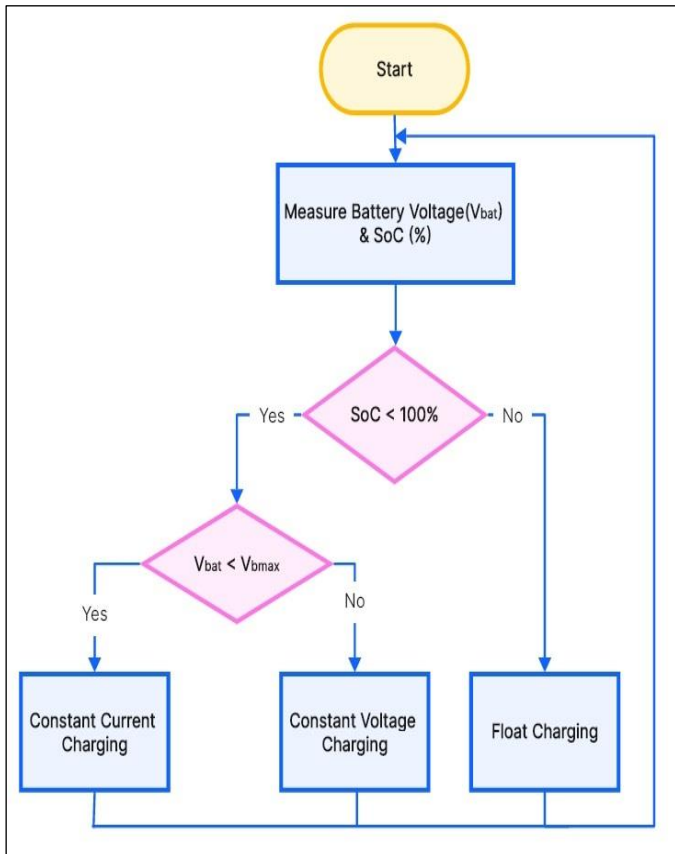 Start
Measure Battery Voltage(Vbat)
& SoC (%)
SoC < 100%
Yes
No
Vbat < Vbmax
Yes
No
Constant Current
Charging
Constant Voltage
Charging
Float Charging